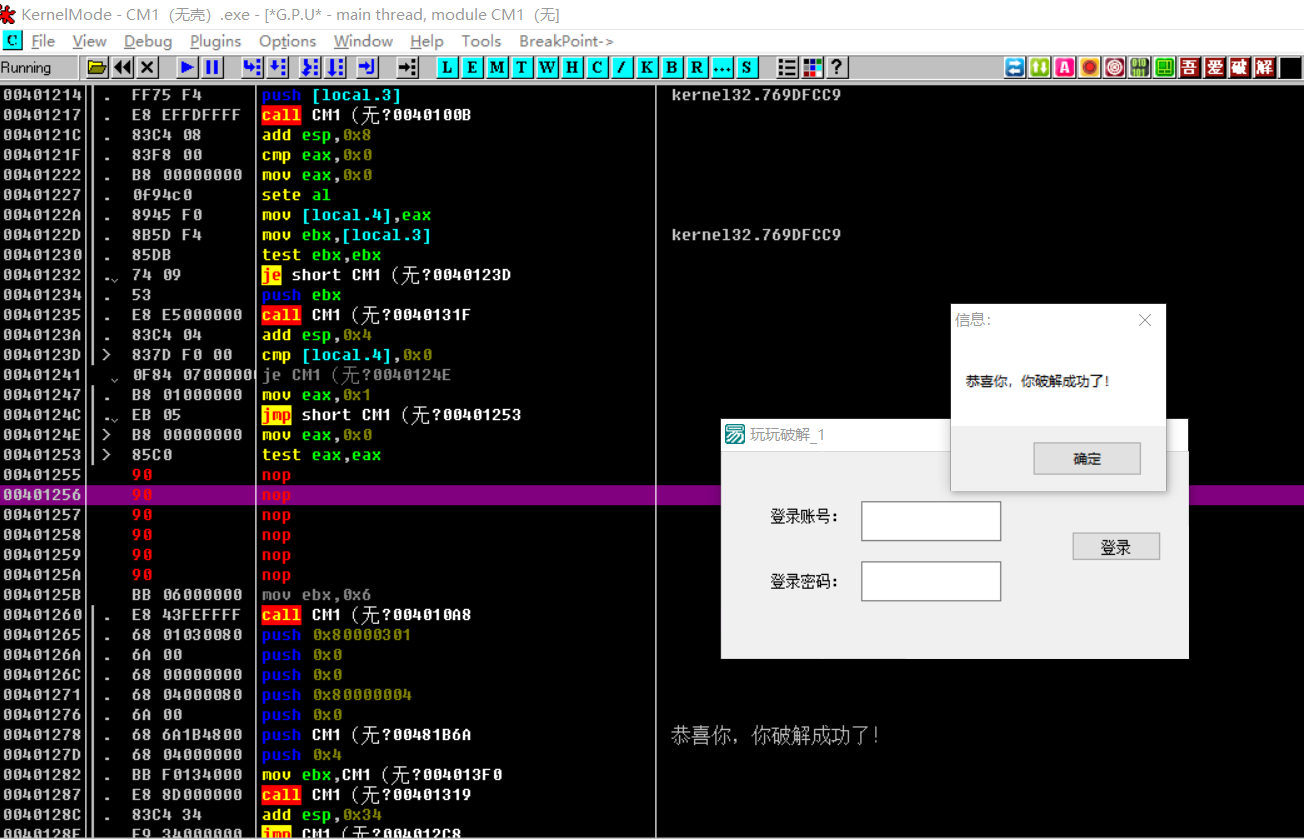 KernelMode - CM1（无壳）.exe - [*G.P.U* - main thread, module CM1（无]
C File View Debug Plugins Options Window Help Tools BreakPoint->
Running L E M T W H C / K B R ... S ? A 吾 爱 破 解
00401214 . FF75 F4 push [local.3] kernel32.769DFCC9
00401217 . E8 EFFDFFFF call CM1（无?0040100B
0040121C . 83C4 08 add esp,0x8
0040121F . 83F8 00 cmp eax,0x0
00401222 . B8 00000000 mov eax,0x0
00401227 . 0F94c0 sete al
0040122A . 8945 F0 mov [local.4],eax
0040122D . 8B5D F4 mov ebx,[local.3] kernel32.769DFCC9
00401230 . 85DB test ebx,ebx
00401232 . 74 09 je short CM1（无?0040123D
00401234 . 53 push ebx
00401235 . E8 E5000000 call CM1（无?0040131F
0040123A . 83C4 04 add esp,0x4
0040123D > 837D F0 00 cmp [local.4],0x0
00401241 0F84 0700000 je CM1（无?0040124E
00401247 . B8 01000000 mov eax,0x1
0040124C . EB 05 jmp short CM1（无?00401253
0040124E > B8 00000000 mov eax,0x0
00401253 > 85C0 test eax,eax
00401255 90 nop
00401256 90 nop
00401257 90 nop
00401258 90 nop
00401259 90 nop
0040125A 90 nop
0040125B BB 06000000 mov ebx,0x6
00401260 . E8 43FEFFFF call CM1（无?004010A8
00401265 . 68 01030080 push 0x80000301
0040126A . 6A 00 push 0x0
0040126C . 68 00000000 push 0x0
00401271 . 68 04000080 push 0x80000004
00401276 . 6A 00 push 0x0
00401278 . 68 6A1B4800 push CM1（无?00481B6A 恭喜你，你破解成功了！
0040127D . 68 04000000 push 0x4
00401282 . BB F0134000 mov ebx,CM1（无?004013F0
00401287 . E8 8D000000 call CM1（无?00401319
0040128C . 83C4 34 add esp,0x34
0040128F . E9 34000000 jmp CM1（无?004012C8
信息：
恭喜你，你破解成功了！
确定
易 玩玩破解_1
登录账号：
登录
登录密码：